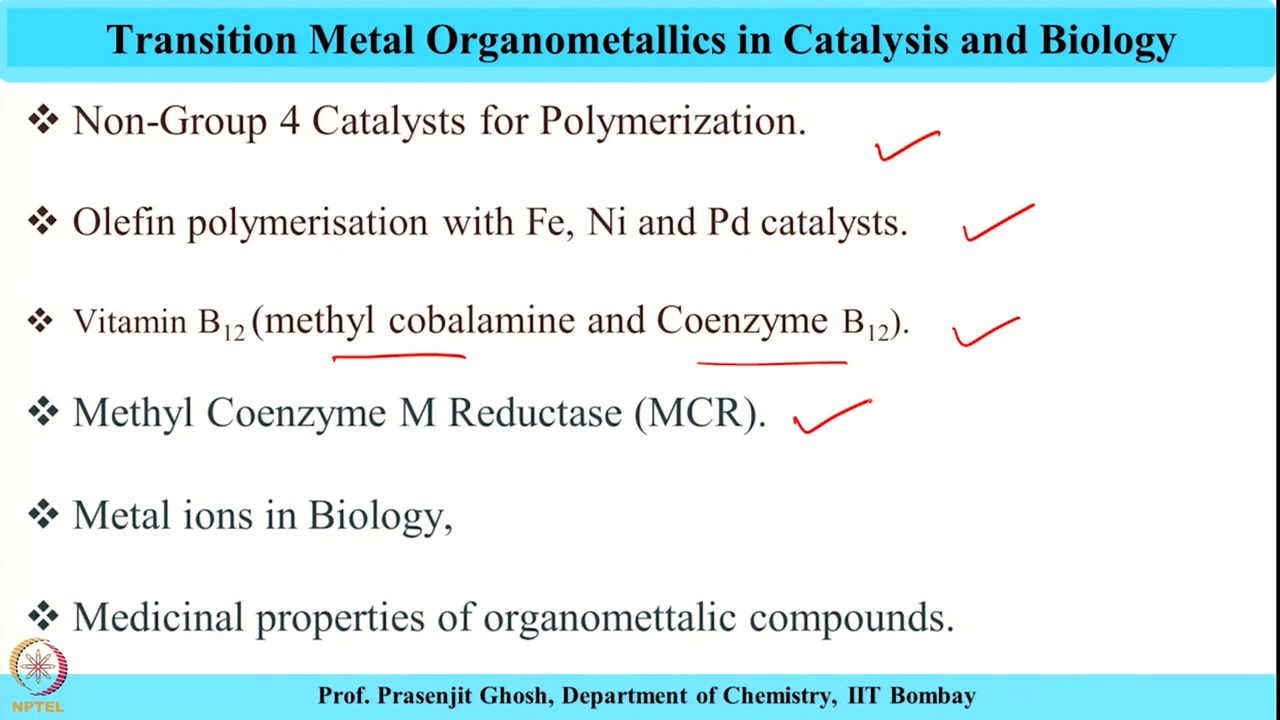 Transition Metal Organometallics in Catalysis and Biology
❖ Non-Group 4 Catalysts for Polymerization.
❖ Olefin polymerisation with Fe, Ni and Pd catalysts.
❖ Vitamin B₁₂ (methyl cobalamine and Coenzyme B₁₂).
❖ Methyl Coenzyme M Reductase (MCR).
❖ Metal ions in Biology,
❖ Medicinal properties of organomettalic compounds.
NPTEL
Prof. Prasenjit Ghosh, Department of Chemistry, IIT Bombay